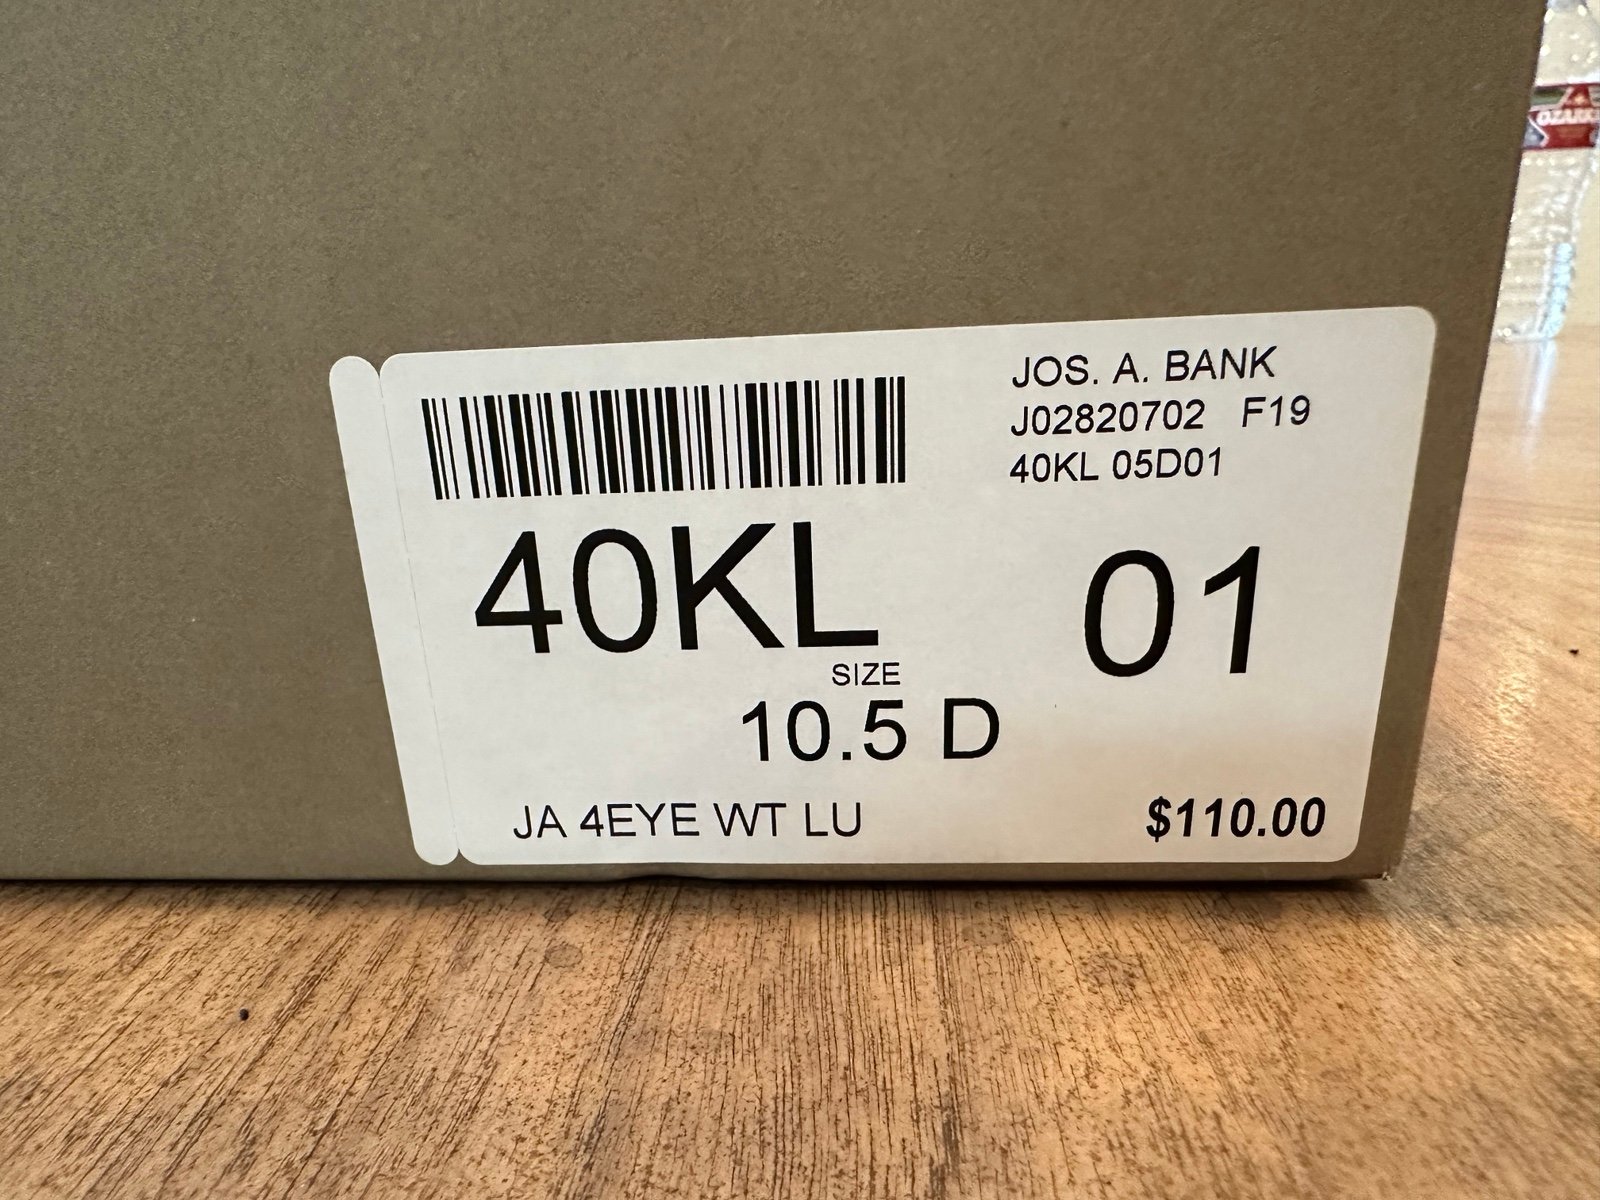 JOS. A. BANK
J02820702 F19
40KL 05D01
40KL 01
SIZE
10.5 D
JA 4EYE WT LU $110.00